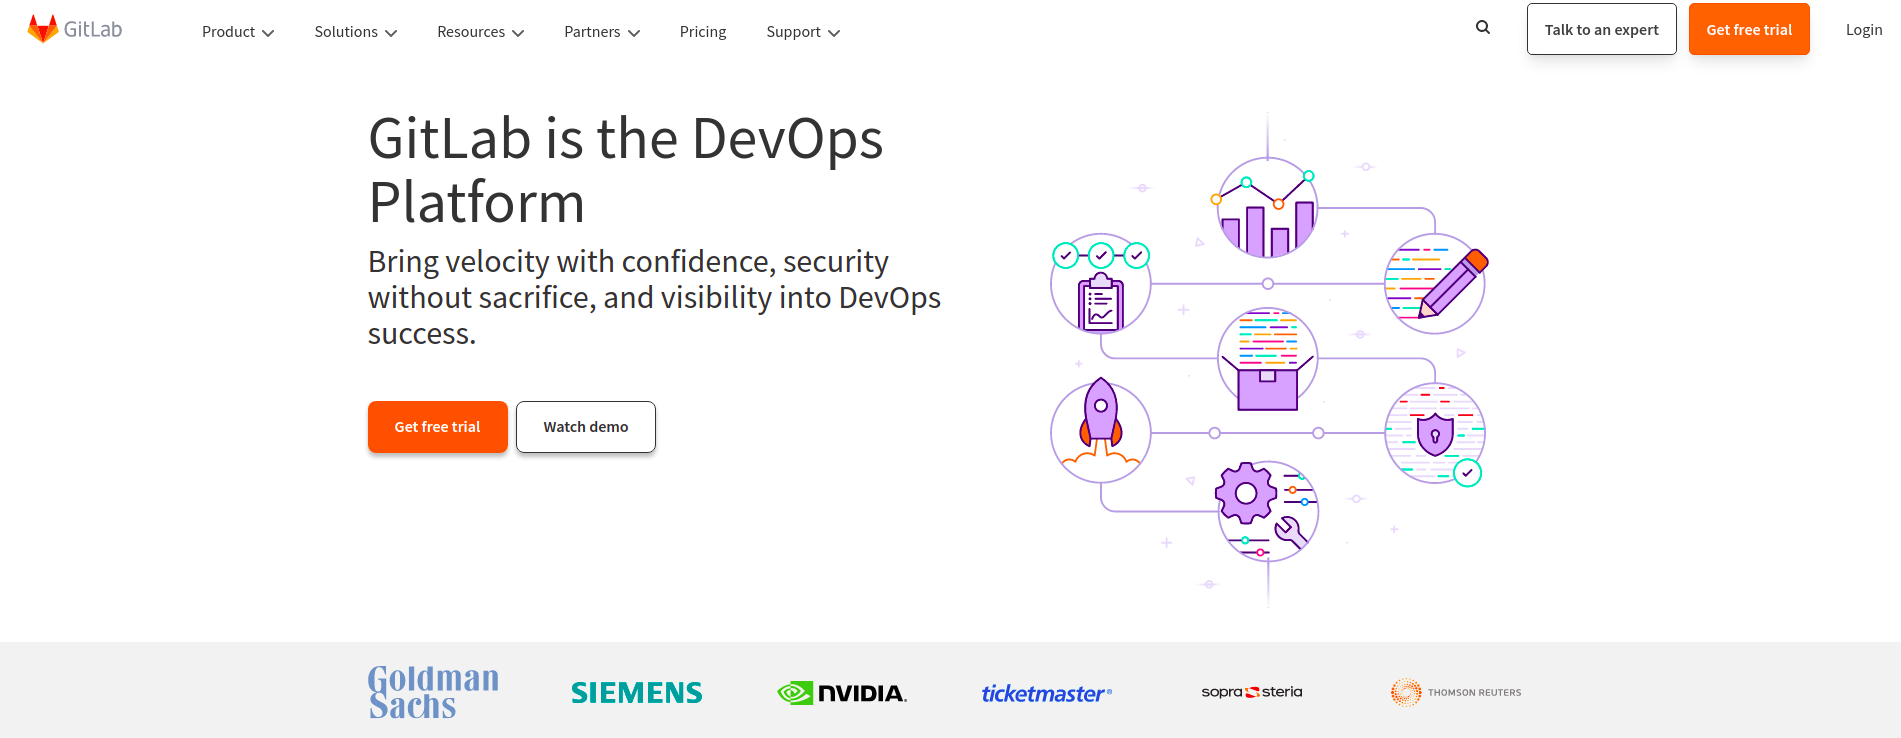 GitLab
Product
Solutions
Resources
Partners
Pricing
Support
Talk to an expert
Get free trial
Login
GitLab is the DevOps
Platform
Bring velocity with confidence, security
without sacrifice, and visibility into DevOps
success.
Get free trial
Watch demo
Goldman
Sachs
SIEMENS
NVIDIA.
ticketmaster®
sopra steria
THOMSON REUTERS